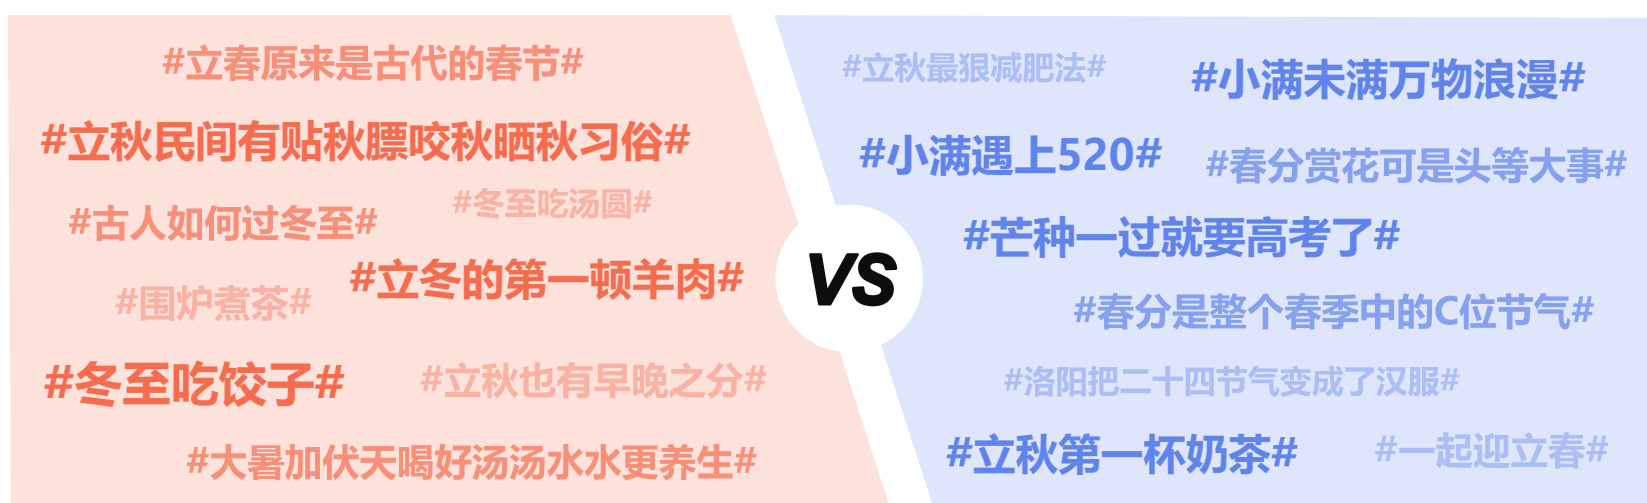 #立春原来是古代的春节#
#立秋民间有贴秋膘咬秋晒秋习俗#
#冬至吃汤圆#
#古人如何过冬至#
#立冬的第一顿羊肉#
#围炉煮茶#
#冬至吃饺子#
#立秋也有早晚之分#
#大暑加伏天喝好汤汤水水更养生#
VS
#立秋最狠减肥法#
#小满未满万物浪漫#
#小满遇上520#
#春分赏花可是头等大事#
#芒种一过就要高考了#
#春分是整个春季中的C位节气#
#洛阳把二十四节气变成了汉服#
#立秋第一杯奶茶#
#一起迎立春#